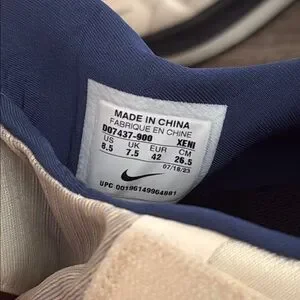 MADE IN CHINA
FABRIQUE EN CHINE
DO7437-900 XENI
US UK EUR CM
8.5 7.5 42 26.5
07/18/23
UPC 00196149964881